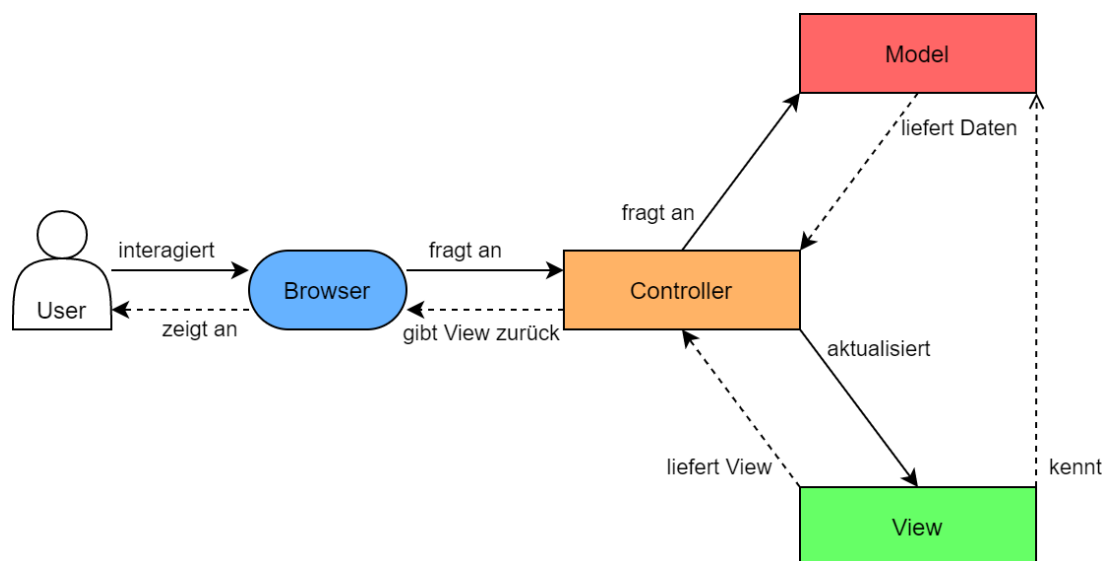 Model
liefert Daten
fragt an
interagiert
fragt an
User
Browser
Controller
zeigt an
gibt View zurück
aktualisiert
liefert View
kennt
View